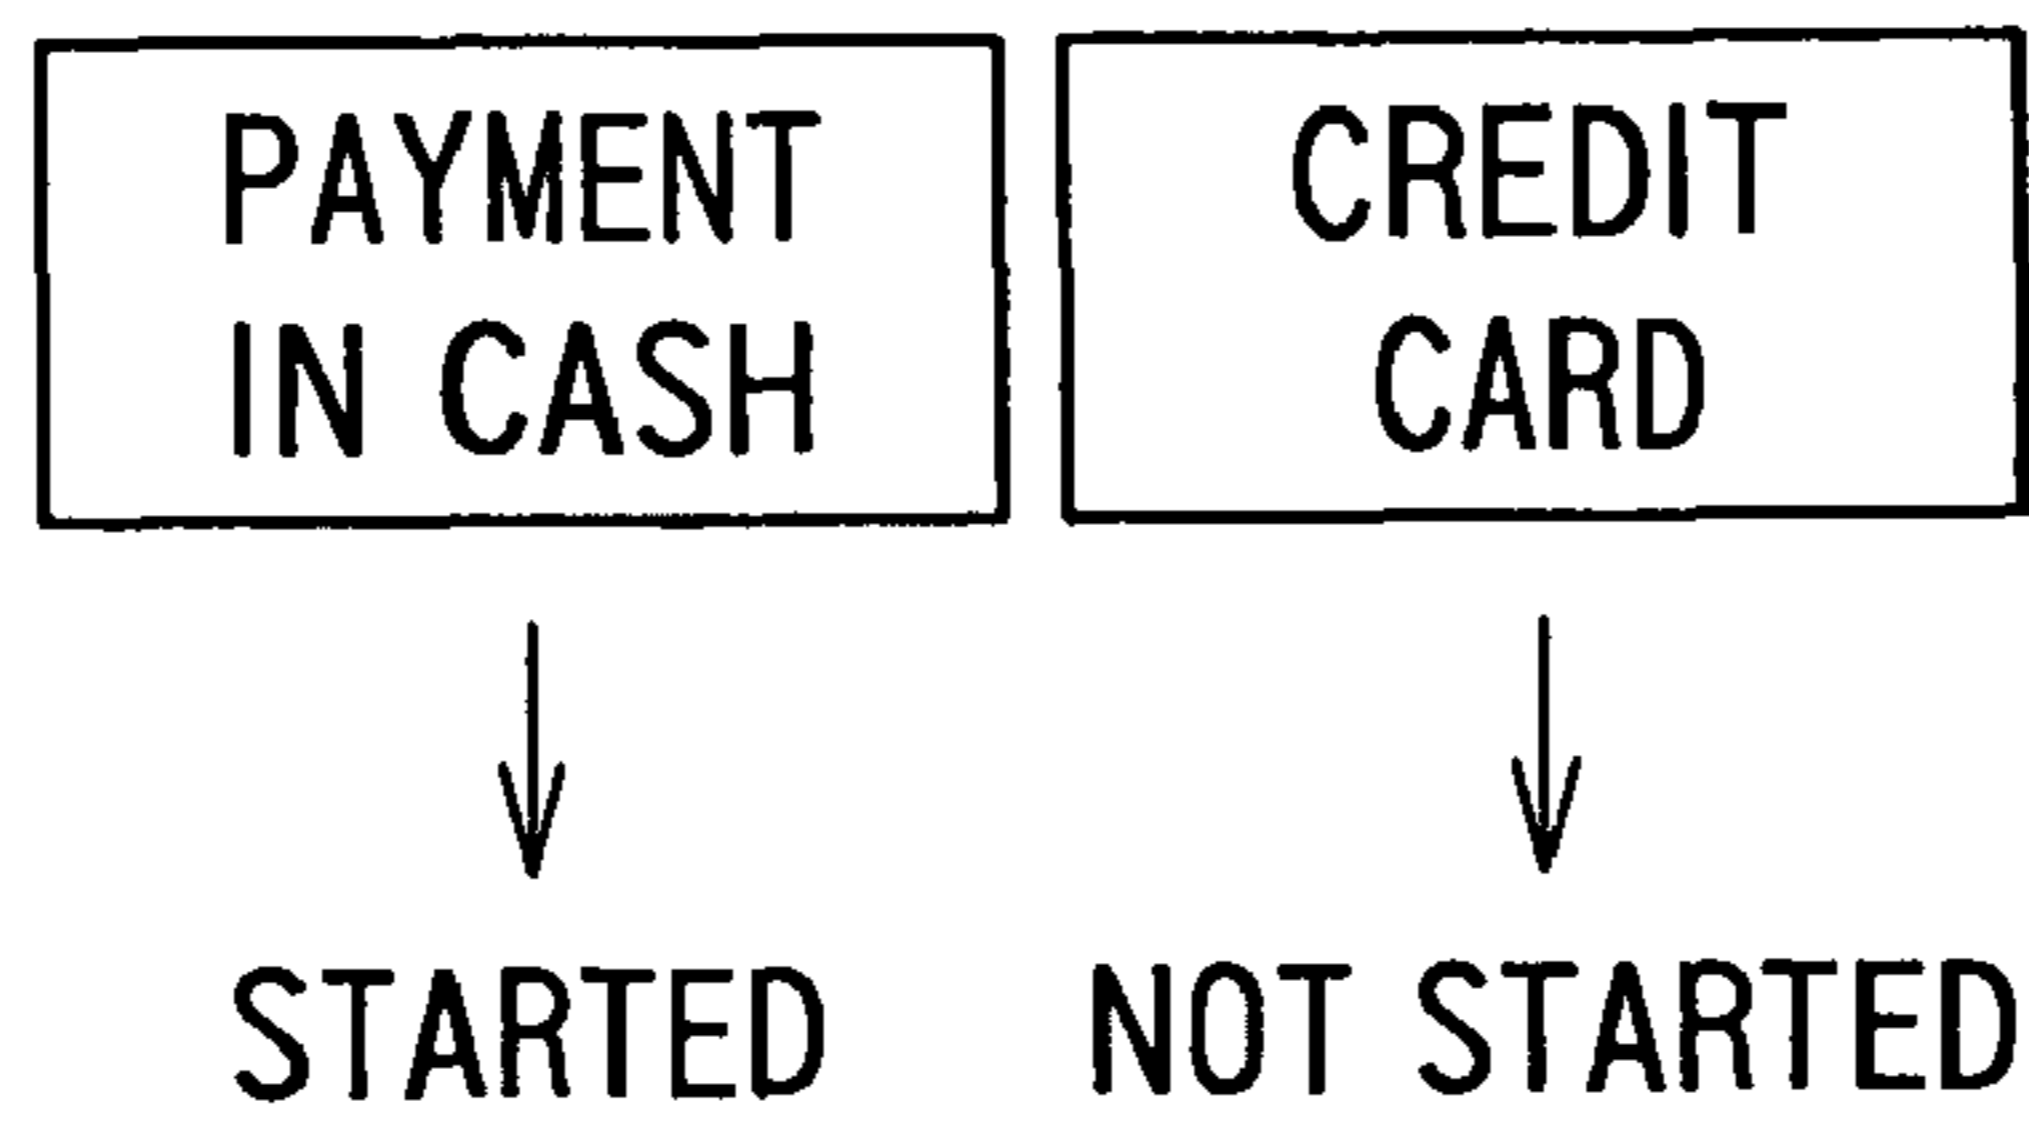 PAYMENT
IN CASH
CREDIT
CARD
STARTED
NOT STARTED